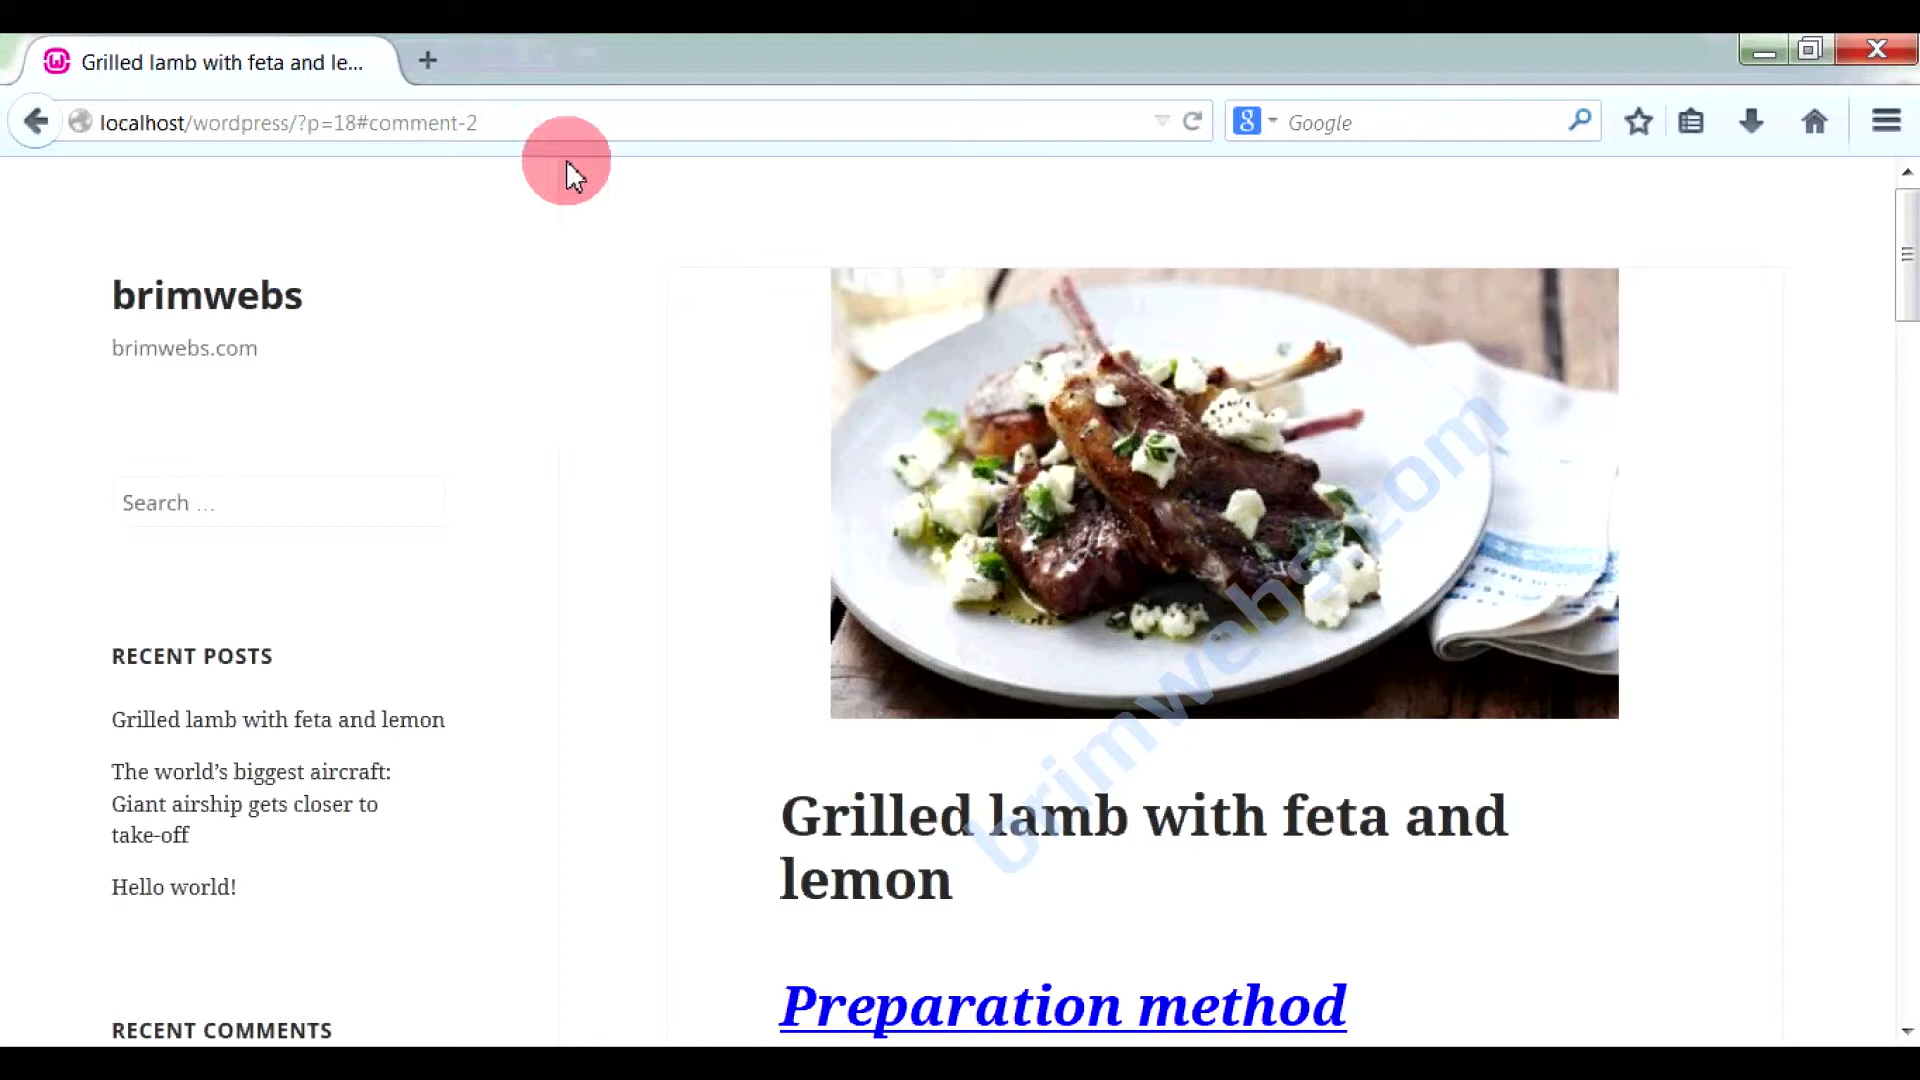 Grilled lamb with feta and le...
localhost/wordpress/?p=18#comment-2
Google
brimwebs
brimwebs.com
Search ...
RECENT POSTS
Grilled lamb with feta and lemon
The world’s biggest aircraft:
Giant airship gets closer to
take-off
Hello world!
RECENT COMMENTS
brimwebs.com
Grilled lamb with feta and
lemon
Preparation method